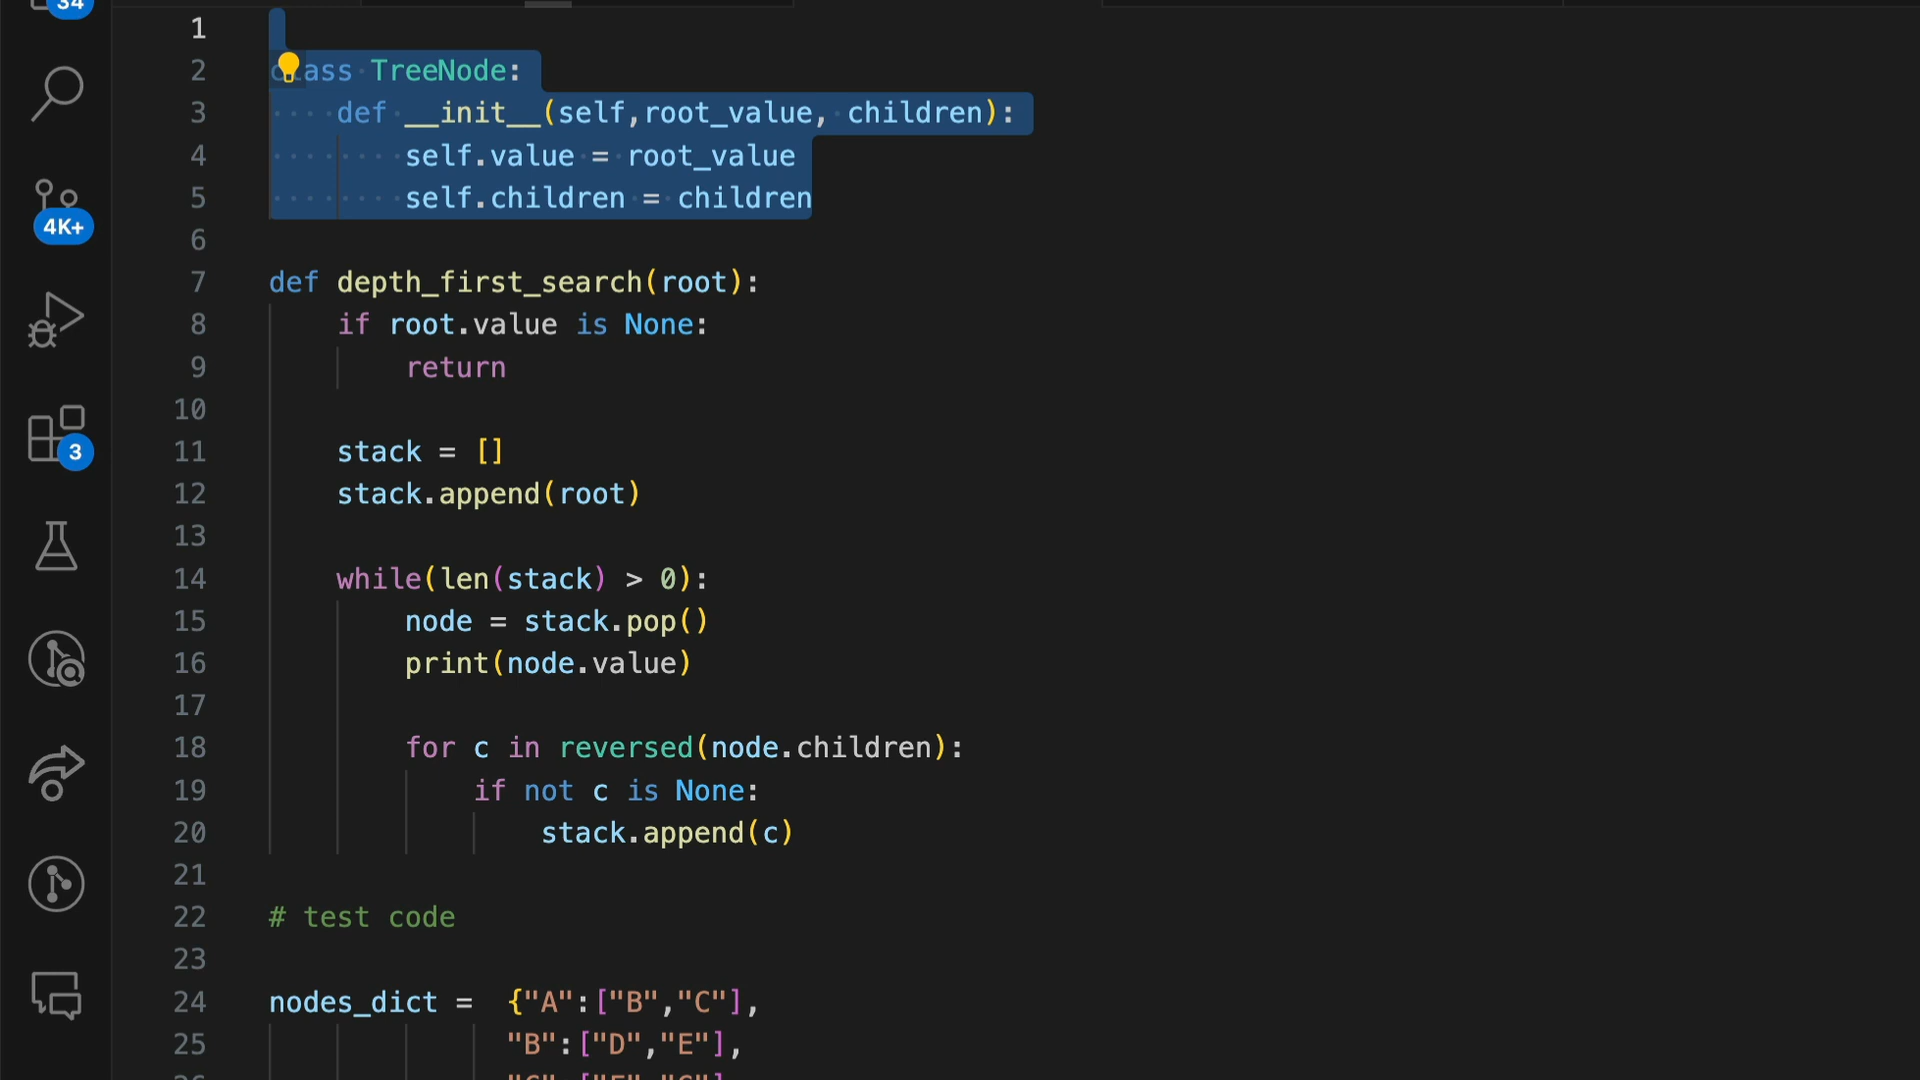 34
1
2 class TreeNode:
3 def __init__(self,root_value, children):
4 self.value = root_value
5 self.children = children
6
4K+
7 def depth_first_search(root):
8 if root.value is None:
9 return
10
11 stack = []
3
12 stack.append(root)
13
14 while(len(stack) > 0):
15 node = stack.pop()
16 print(node.value)
17
18 for c in reversed(node.children):
19 if not c is None:
20 stack.append(c)
21
22 # test code
23
24 nodes_dict = {"A":["B","C"],
25 "B":["D","E"],